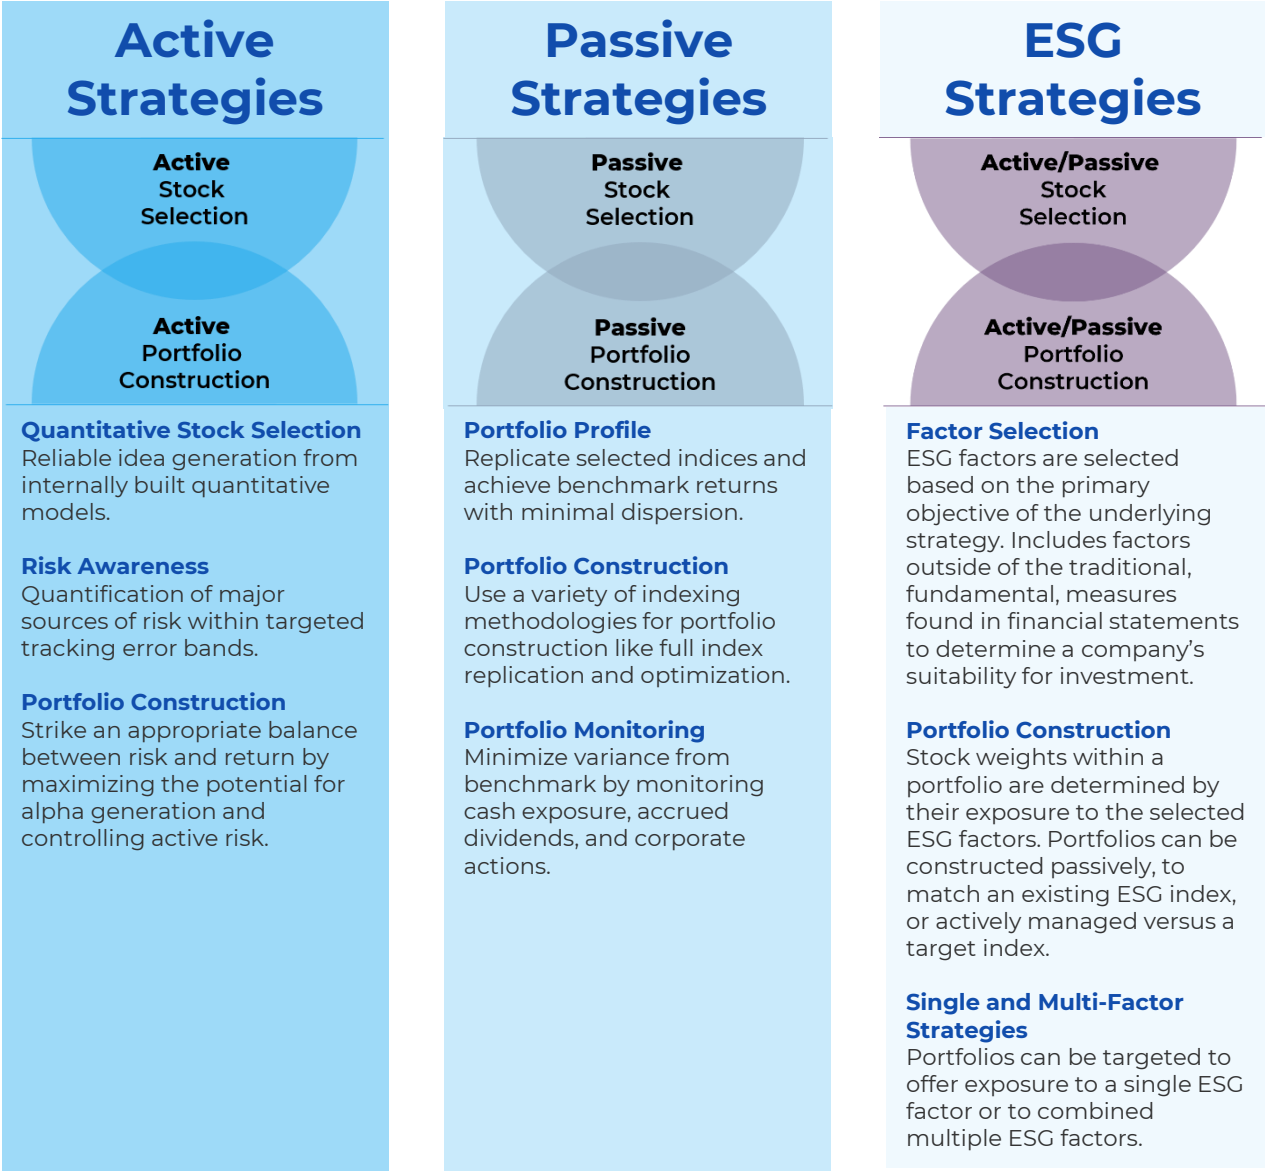 Active
Strategies
Active
Stock
Selection
Active
Portfolio
Construction
Quantitative Stock Selection
Reliable idea generation from
internally built quantitative
models.
Risk Awareness
Quantification of major
sources of risk within targeted
tracking error bands.
Portfolio Construction
Strike an appropriate balance
between risk and return by
maximizing the potential for
alpha generation and
controlling active risk.
Passive
Strategies
Passive
Stock
Selection
Passive
Portfolio
Construction
Portfolio Profile
Replicate selected indices and
achieve benchmark returns
with minimal dispersion.
Portfolio Construction
Use a variety of indexing
methodologies for portfolio
construction like full index
replication and optimization.
Portfolio Monitoring
Minimize variance from
benchmark by monitoring
cash exposure, accrued
dividends, and corporate
actions.
ESG
Strategies
Active/Passive
Stock
Selection
Active/Passive
Portfolio
Construction
Factor Selection
ESG factors are selected
based on the primary
objective of the underlying
strategy. Includes factors
outside of the traditional,
fundamental, measures
found in financial statements
to determine a company’s
suitability for investment.
Portfolio Construction
Stock weights within a
portfolio are determined by
their exposure to the selected
ESG factors. Portfolios can be
constructed passively, to
match an existing ESG index,
or actively managed versus a
target index.
Single and Multi-Factor
Strategies
Portfolios can be targeted to
offer exposure to a single ESG
factor or to combined
multiple ESG factors.